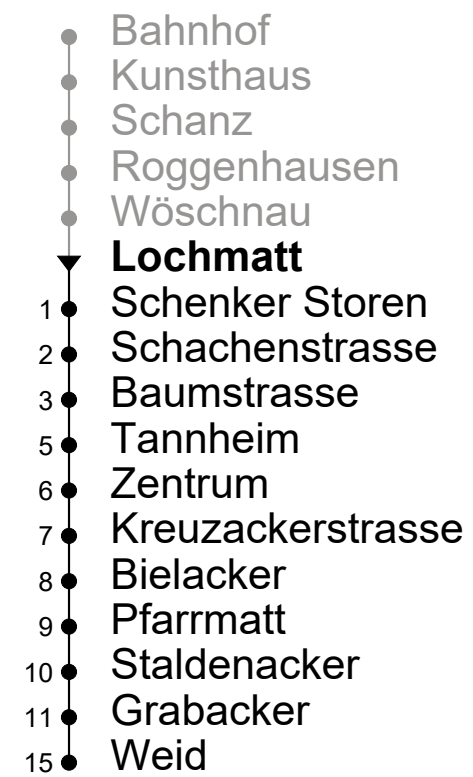 Bahnhof
Kunsthaus
Schanz
Roggenhausen
Wöschnau
Lochmatt
1 Schenker Storen
2 Schachenstrasse
3 Baumstrasse
5 Tannheim
6 Zentrum
7 Kreuzackerstrasse
8 Bielacker
9 Pfarrmatt
10 Staldenacker
11 Grabacker
15 Weid